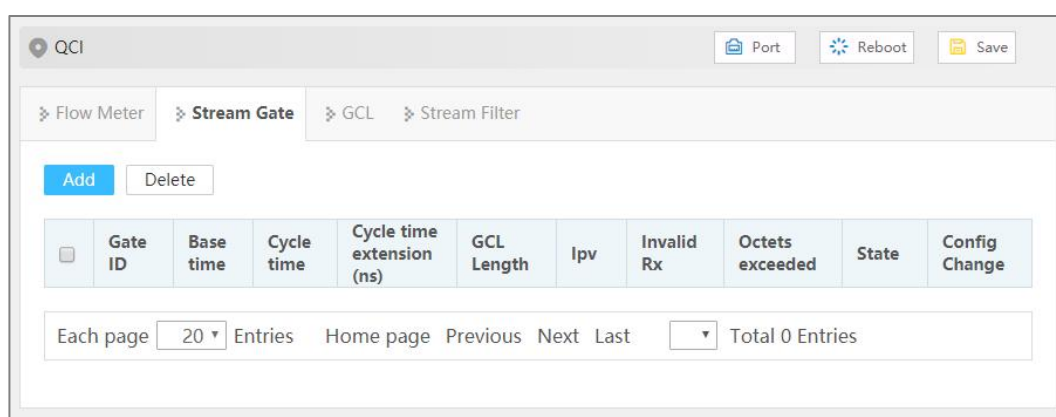 QCI Port Reboot Save
Flow Meter Stream Gate GCL Stream Filter
Add Delete
Gate ID Base time Cycle time Cycle time extension (ns) GCL Length Ipv Invalid Rx Octets exceeded State Config Change
Each page 20 Entries Home page Previous Next Last Total 0 Entries